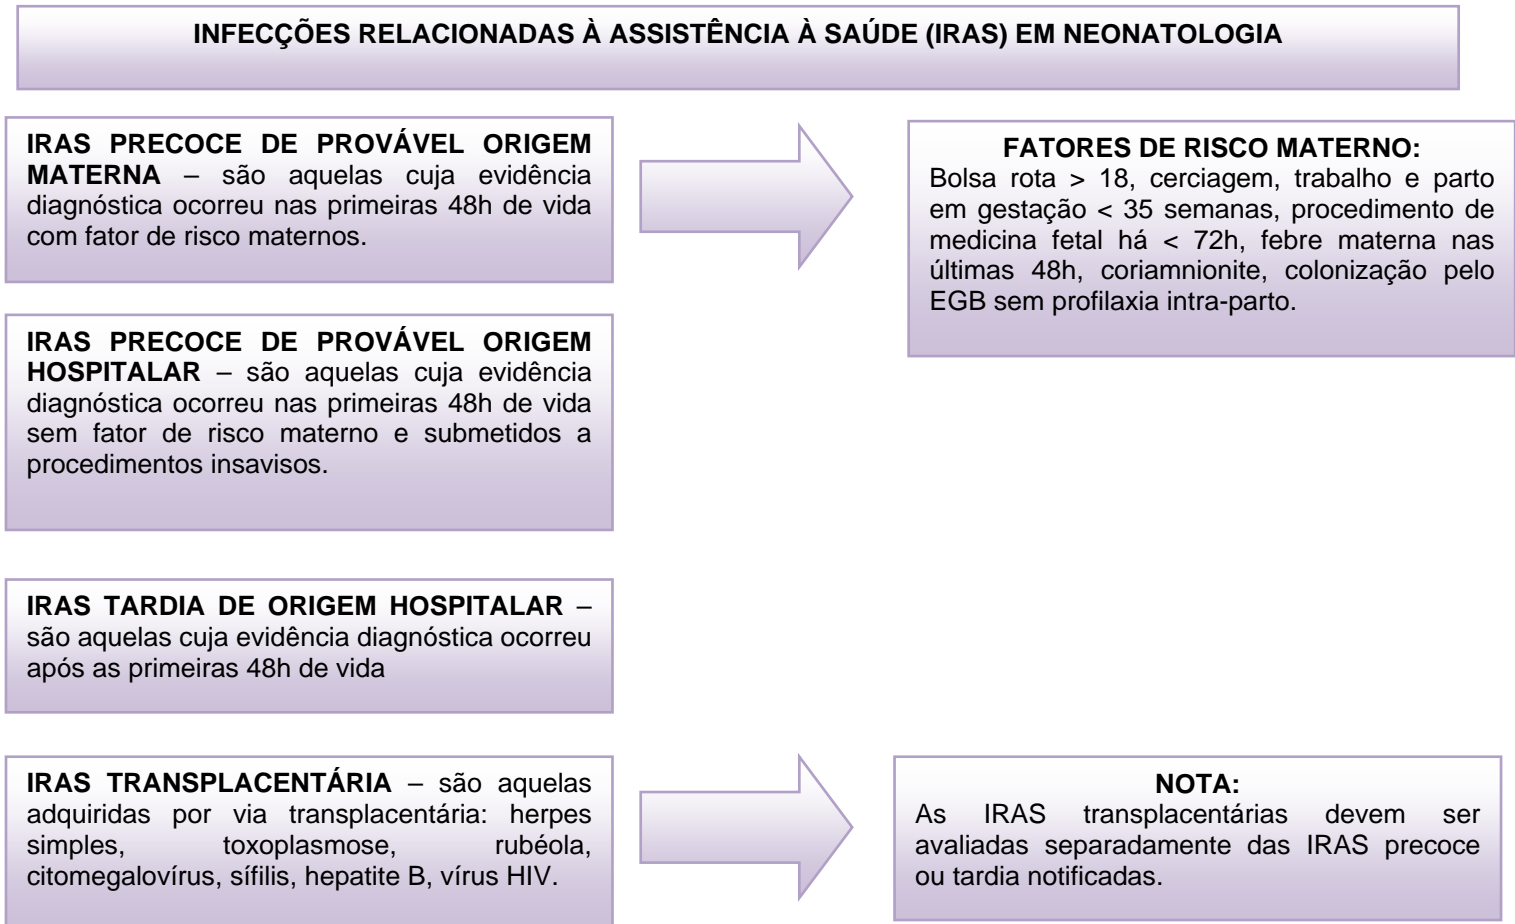 INFECÇÕES RELACIONADAS À ASSISTÊNCIA À SAÚDE (IRAS) EM NEONATOLOGIA
IRAS PRECOCE DE PROVÁVEL ORIGEM
MATERNA – são aquelas cuja evidência
diagnóstica ocorreu nas primeiras 48h de vida
com fator de risco maternos.
FATORES DE RISCO MATERNO:
Bolsa rota > 18, cerciagem, trabalho e parto
em gestação < 35 semanas, procedimento de
medicina fetal há < 72h, febre materna nas
últimas 48h, coriamnionite, colonização pelo
EGB sem profilaxia intra-parto.
IRAS PRECOCE DE PROVÁVEL ORIGEM
HOSPITALAR – são aquelas cuja evidência
diagnóstica ocorreu nas primeiras 48h de vida
sem fator de risco materno e submetidos a
procedimentos insavisos.
IRAS TARDIA DE ORIGEM HOSPITALAR –
são aquelas cuja evidência diagnóstica ocorreu
após as primeiras 48h de vida
IRAS TRANSPLACENTÁRIA – são aquelas
adquiridas por via transplacentária: herpes
simples, toxoplasmose, rubéola,
citomegalovírus, sífilis, hepatite B, vírus HIV.
NOTA:
As IRAS transplacentárias devem ser
avaliadas separadamente das IRAS precoce
ou tardia notificadas.